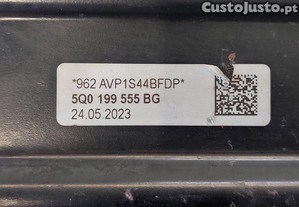 CustoJusto.pt
*962 AVP1S44BFDP*
5Q0 199 555 BG
24.05.2023